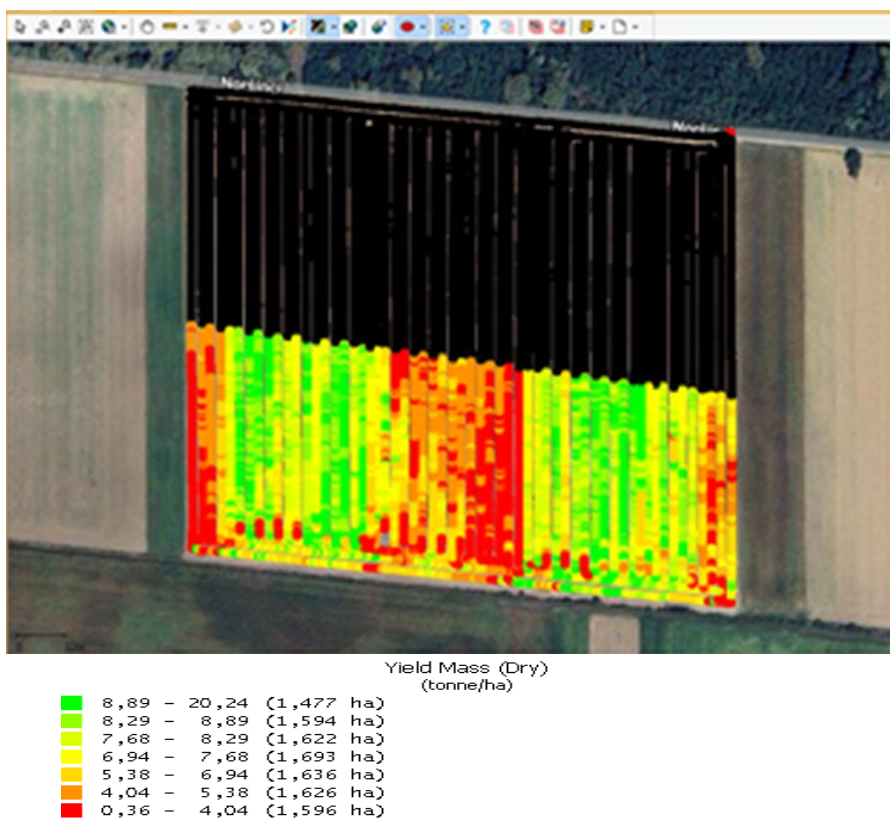 Yield Mass (Dry)
(tonne/ha)
8,89 - 20,24 (1,477 ha)
8,29 - 8,89 (1,594 ha)
7,68 - 8,29 (1,622 ha)
6,94 - 7,68 (1,693 ha)
5,38 - 6,94 (1,636 ha)
4,04 - 5,38 (1,626 ha)
0,36 - 4,04 (1,596 ha)